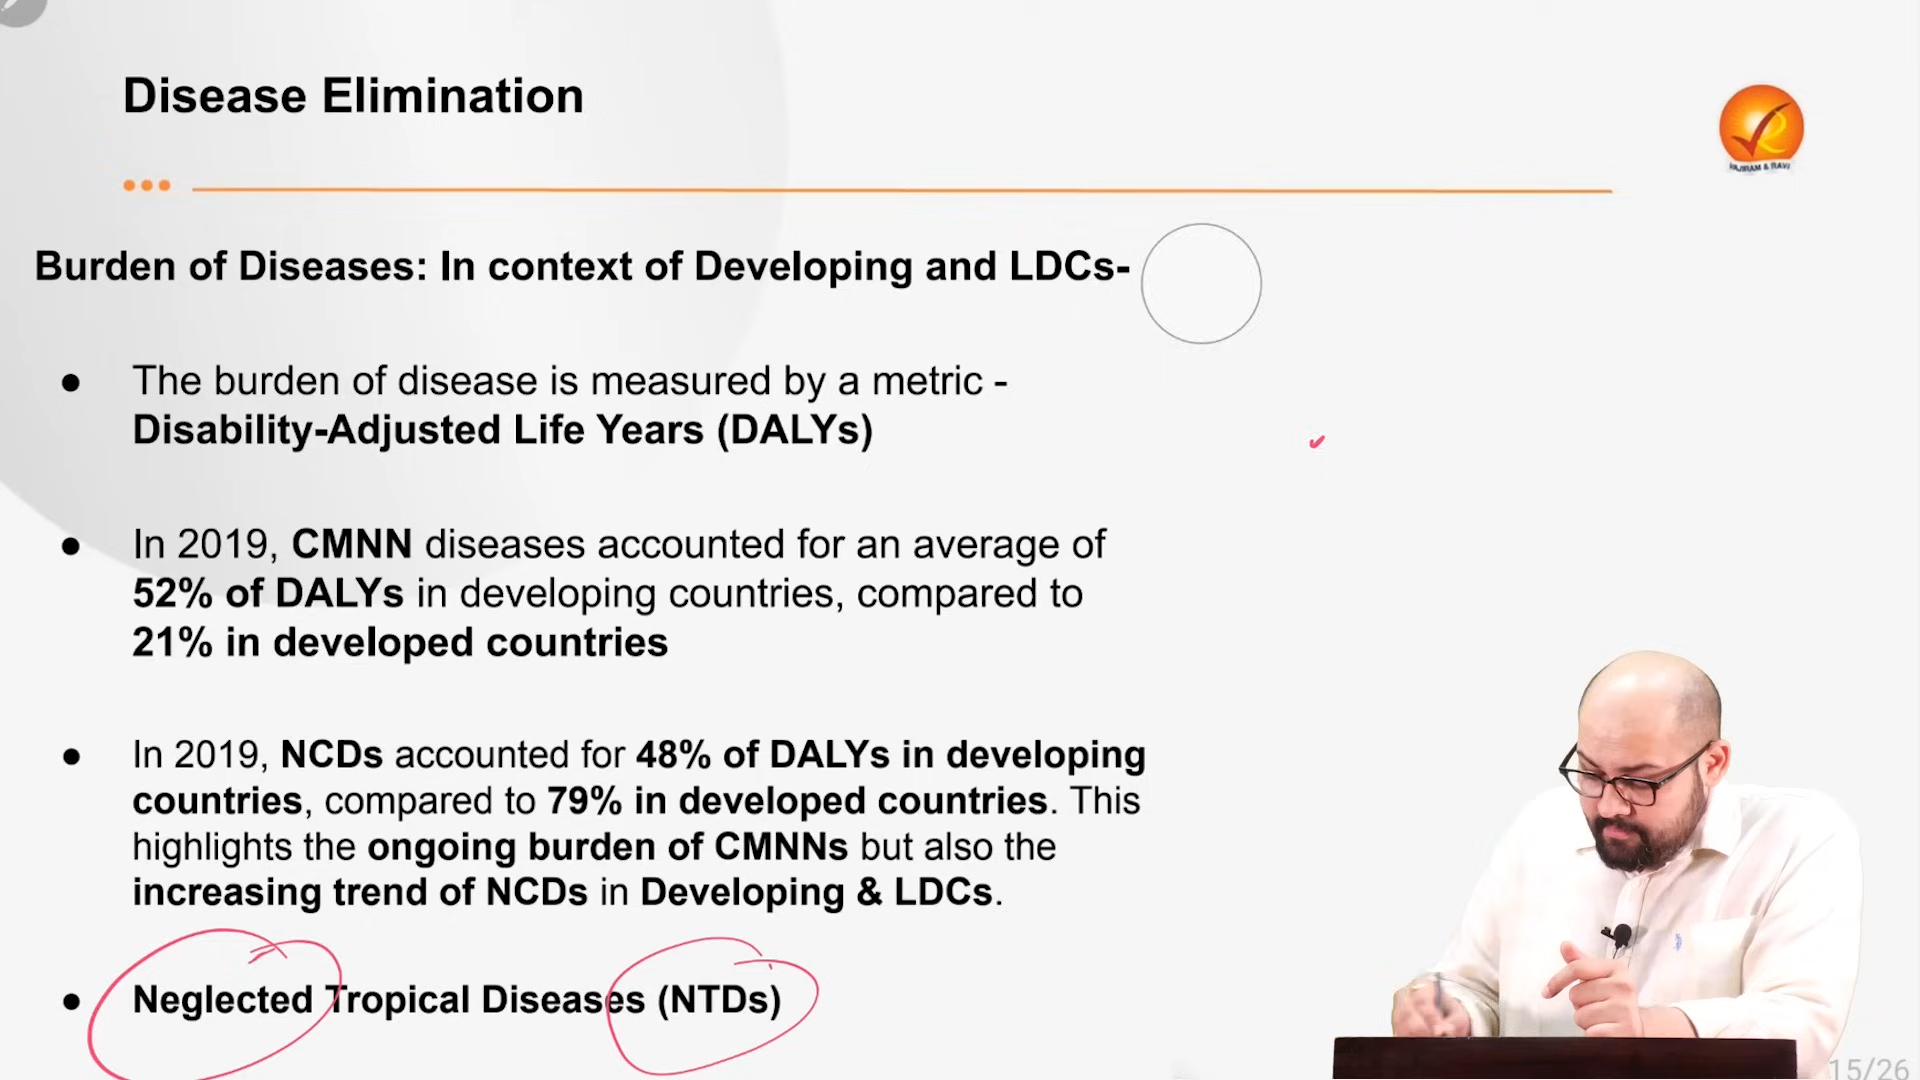 Disease Elimination
VAJIRAM & RAVI
Burden of Diseases: In context of Developing and LDCs-
● The burden of disease is measured by a metric -
Disability-Adjusted Life Years (DALYs)
● In 2019, CMNN diseases accounted for an average of
52% of DALYs in developing countries, compared to
21% in developed countries
● In 2019, NCDs accounted for 48% of DALYs in developing
countries, compared to 79% in developed countries. This
highlights the ongoing burden of CMNNs but also the
increasing trend of NCDs in Developing & LDCs.
● Neglected Tropical Diseases (NTDs)
15/26